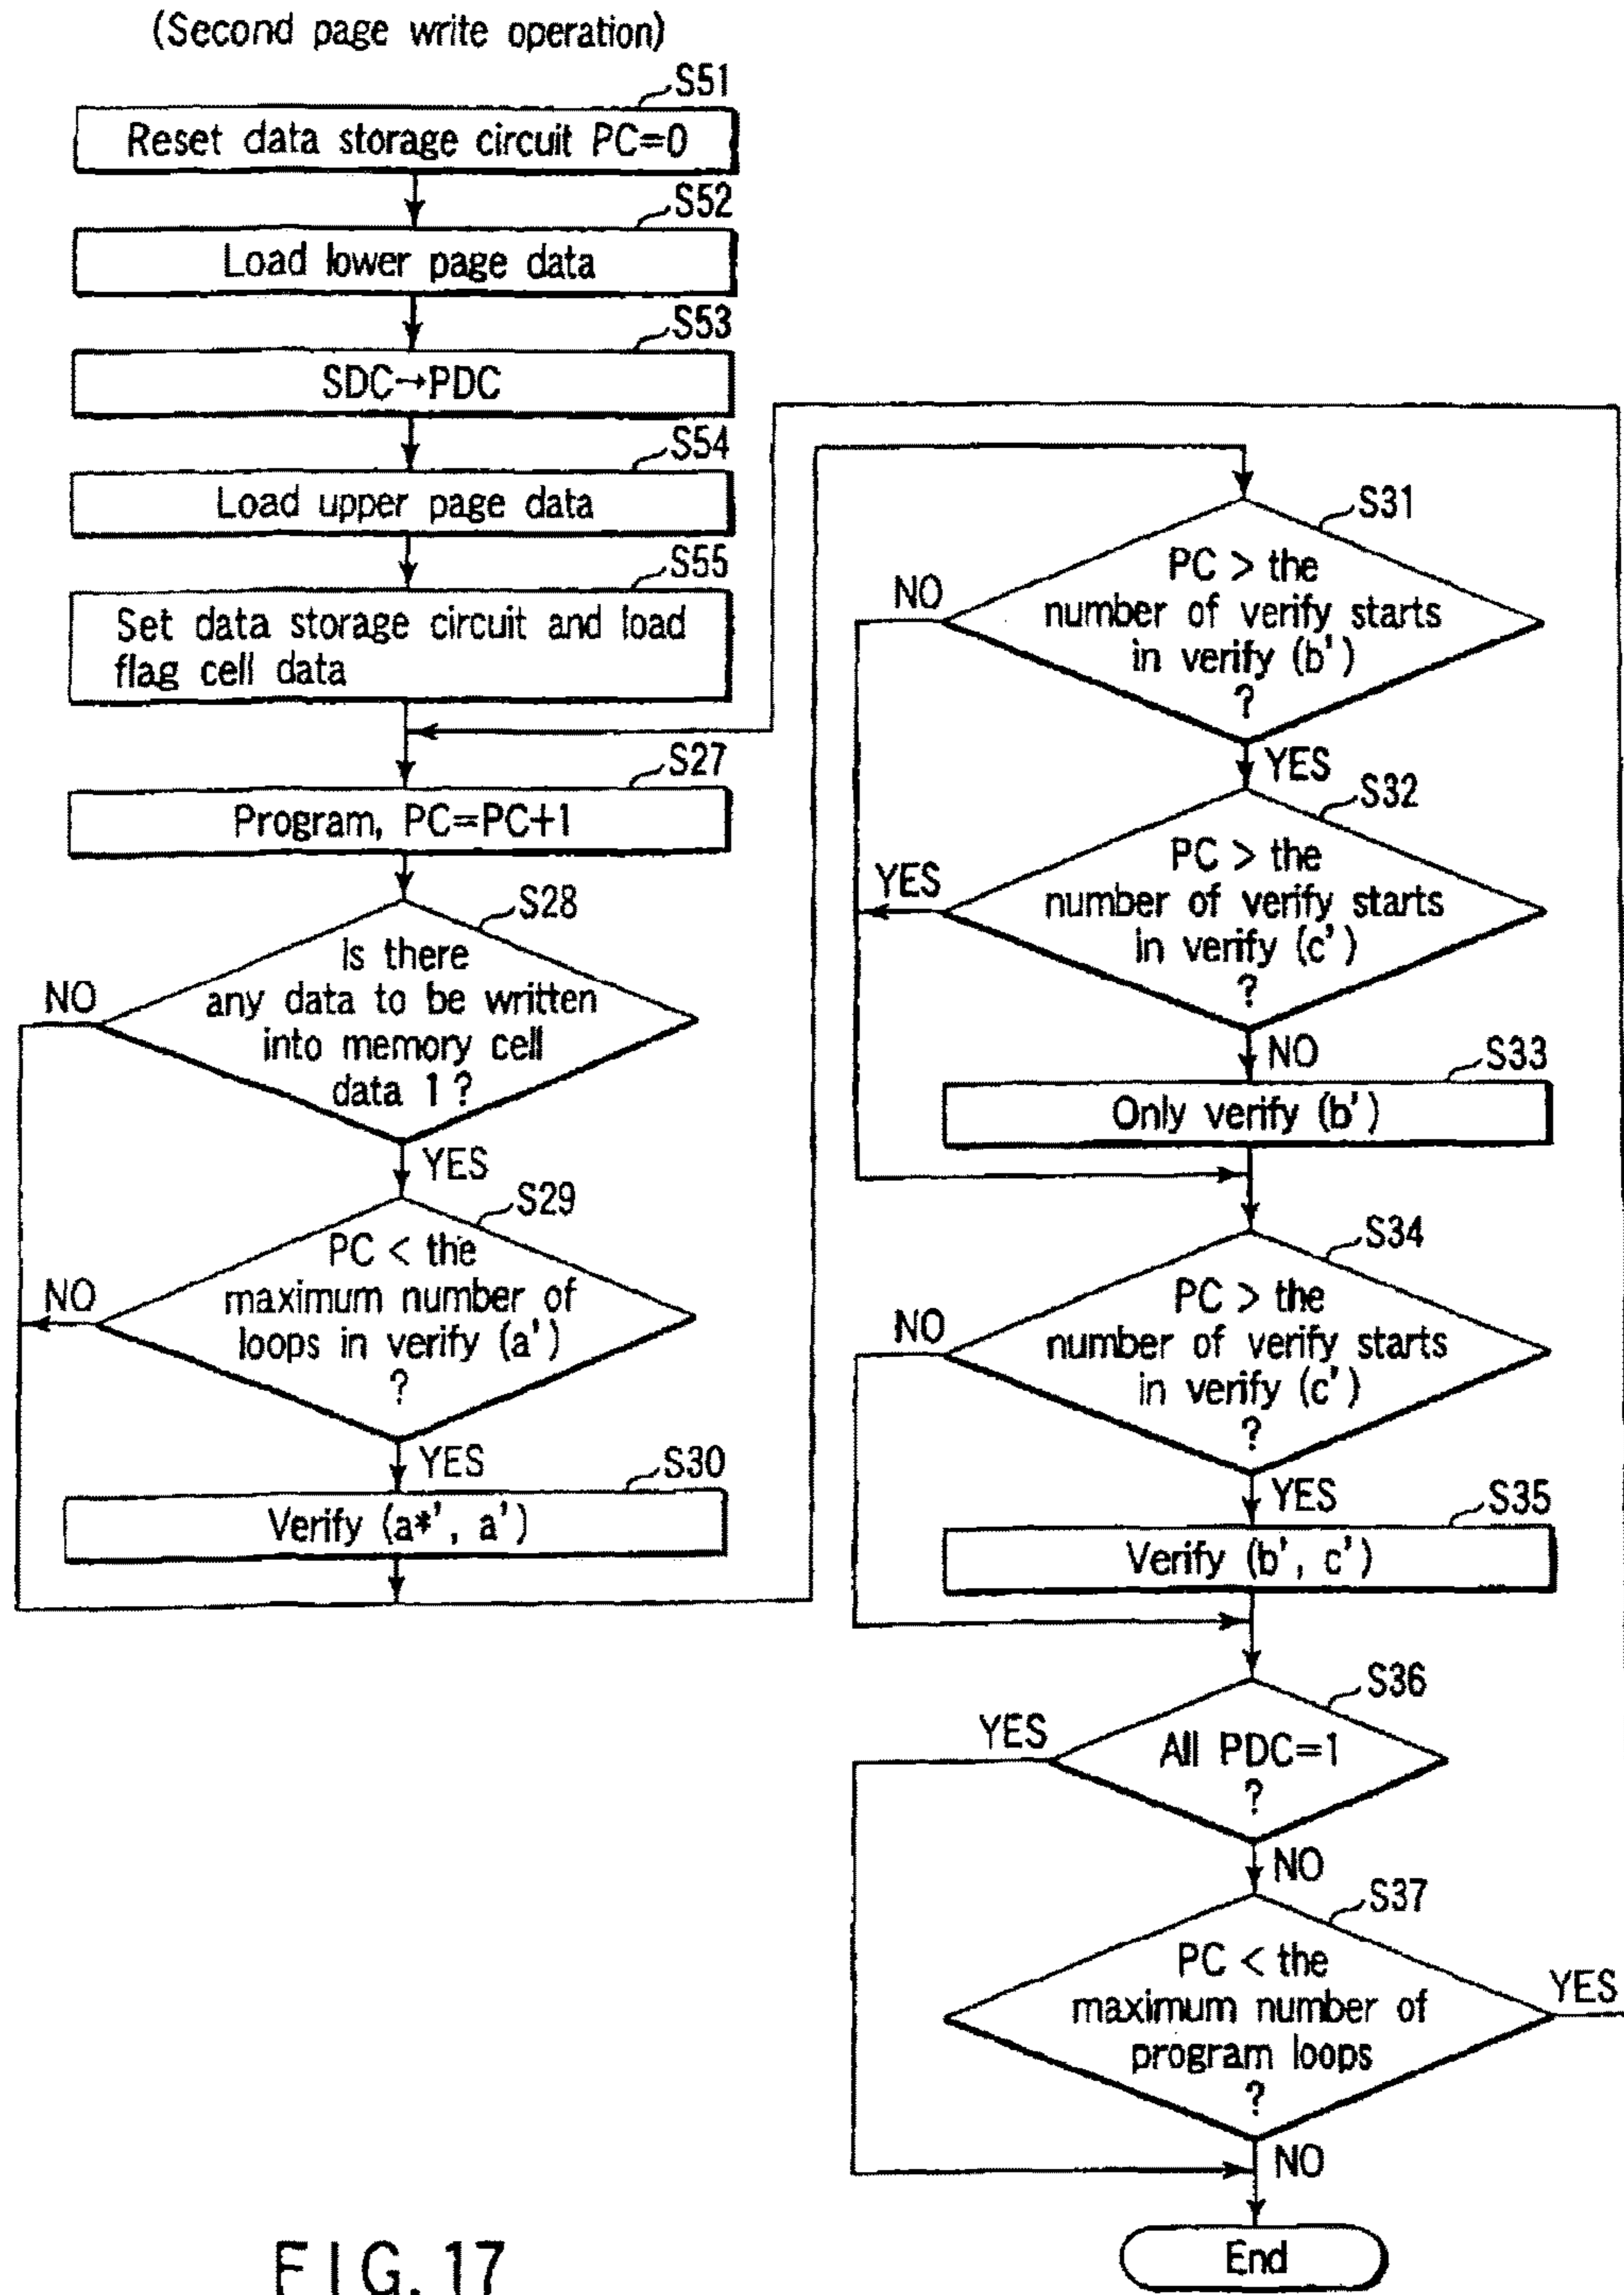 (Second page write operation)
S51
Reset data storage circuit PC=0
S52
Load lower page data
S53
SDC→PDC
S54
Load upper page data
S55
Set data storage circuit and load
flag cell data
S27
Program, PC=PC+1
S28
Is there
any data to be written
into memory cell
data 1 ?
NO
YES
S29
PC < the
maximum number of
loops in verify (a')
?
NO
YES
S30
Verify (a*', a')
S31
PC > the
number of verify starts
in verify (b')
?
NO
YES
S32
PC > the
number of verify starts
in verify (c')
?
YES
NO
S33
Only verify (b')
S34
PC > the
number of verify starts
in verify (c')
?
NO
YES
S35
Verify (b', c')
S36
All PDC=1
?
YES
NO
S37
PC < the
maximum number of
program loops
?
YES
NO
End
FIG. 17